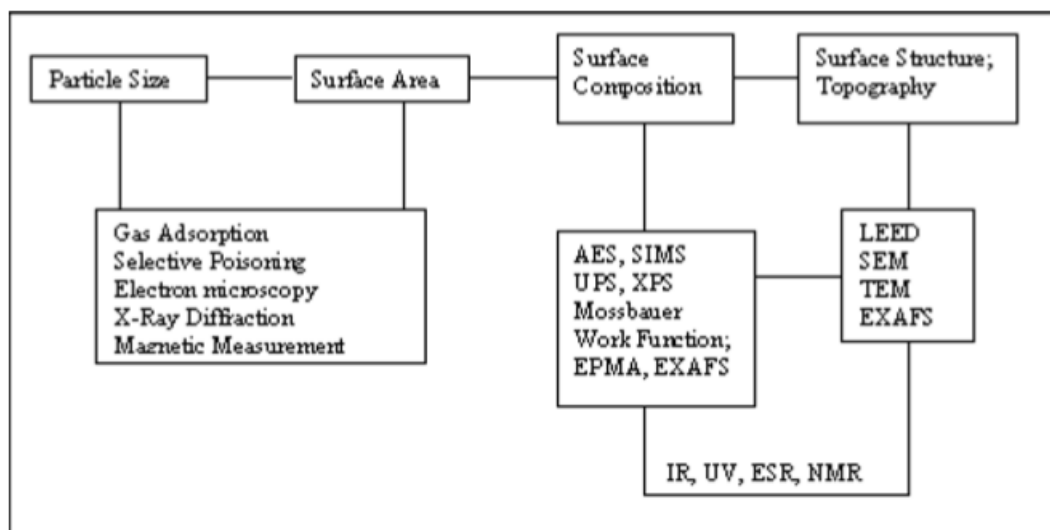 Particle Size
Surface Area
Surface
Composition
Surface Structure;
Topography
Gas Adsorption
Selective Poisoning
Electron microscopy
X-Ray Diffraction
Magnetic Measurement
AES, SIMS
UPS, XPS
Mossbauer
Work Function;
EPMA, EXAFS
LEED
SEM
TEM
EXAFS
IR, UV, ESR, NMR